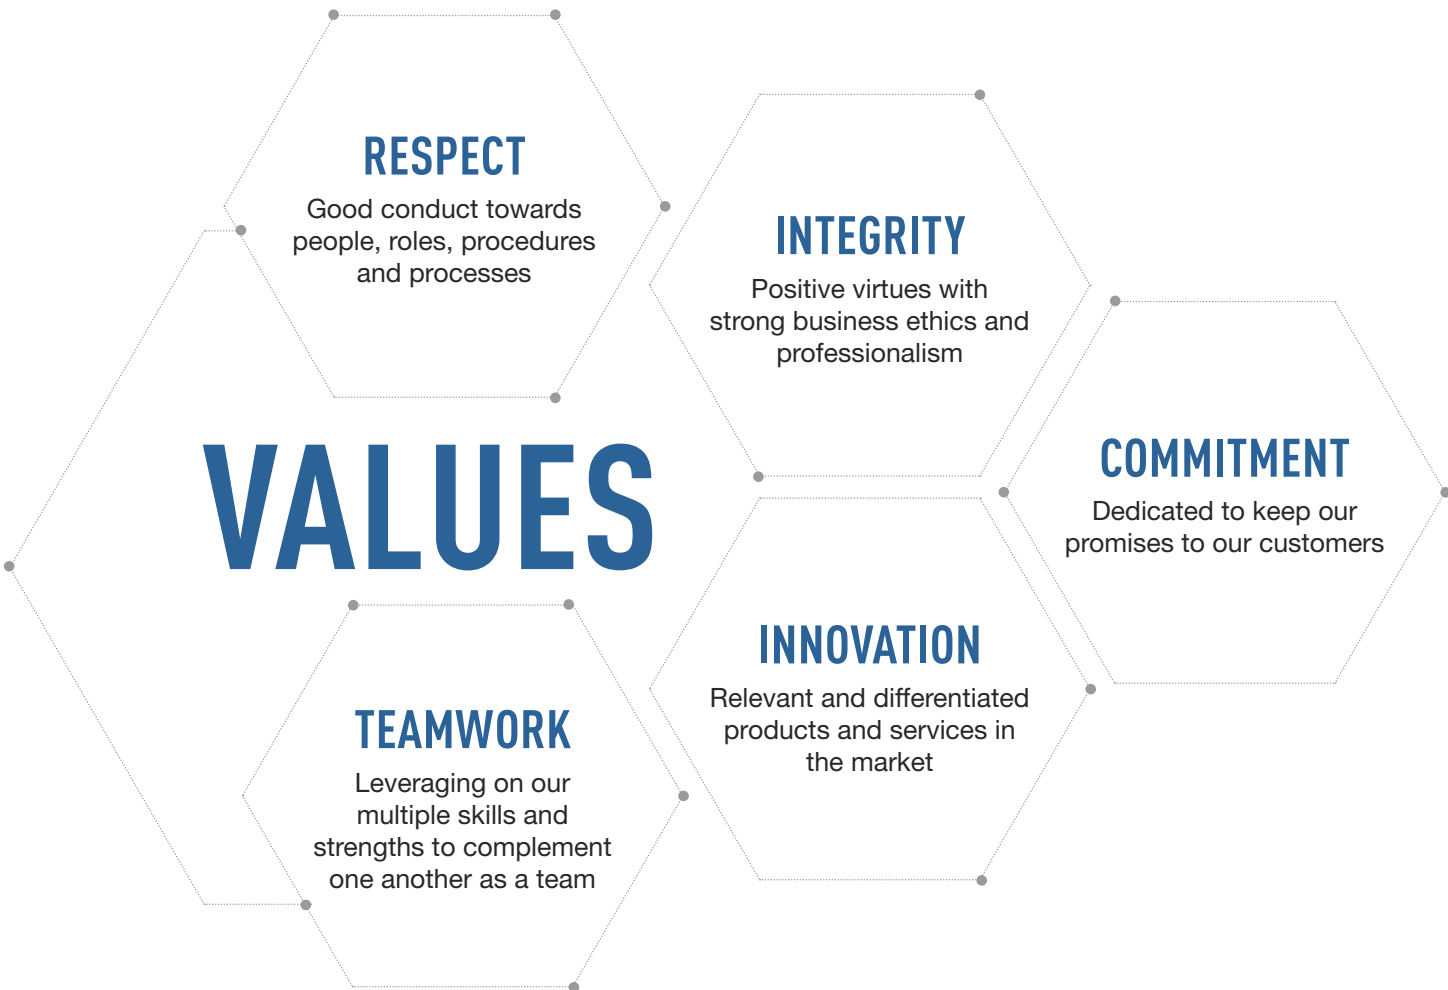 RESPECT
Good conduct towards
people, roles, procedures
and processes
INTEGRITY
Positive virtues with
strong business ethics and
professionalism
COMMITMENT
Dedicated to keep our
promises to our customers
VALUES
INNOVATION
Relevant and differentiated
products and services in
the market
TEAMWORK
Leveraging on our
multiple skills and
strengths to complement
one another as a team